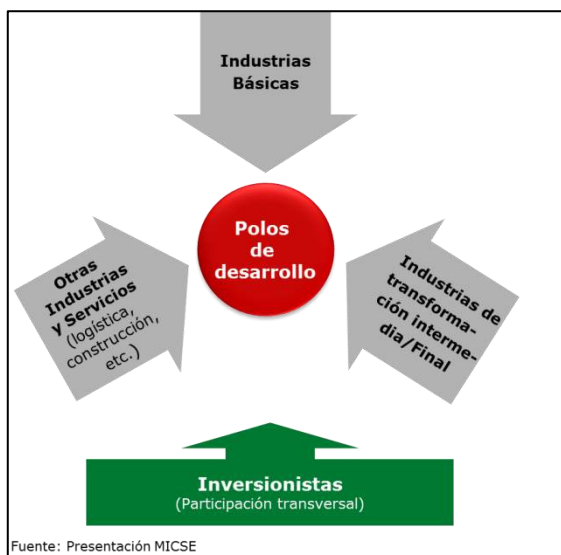 Industrias
Básicas
Polos
de
desarrollo
Otras
Industrias
y Servicios
(logística,
construcción,
etc.)
Industrias de
transforma-
ción interme-
dia/Final
Inversionistas
(Participación transversal)
Fuente: Presentación MICSE